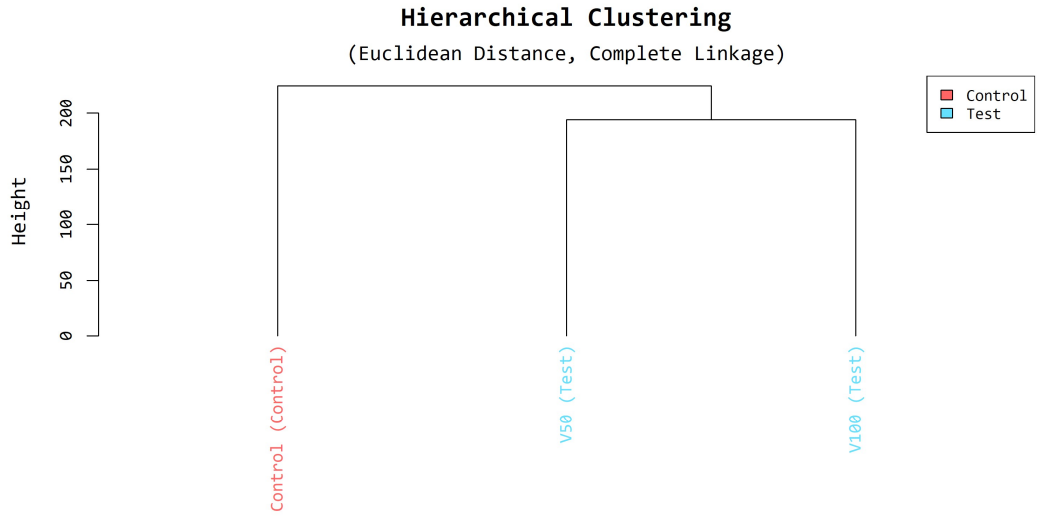 Hierarchical Clustering
(Euclidean Distance, Complete Linkage)
Control
Test
Height
200
150
100
50
0
Control (Control)
V50 (Test)
V100 (Test)